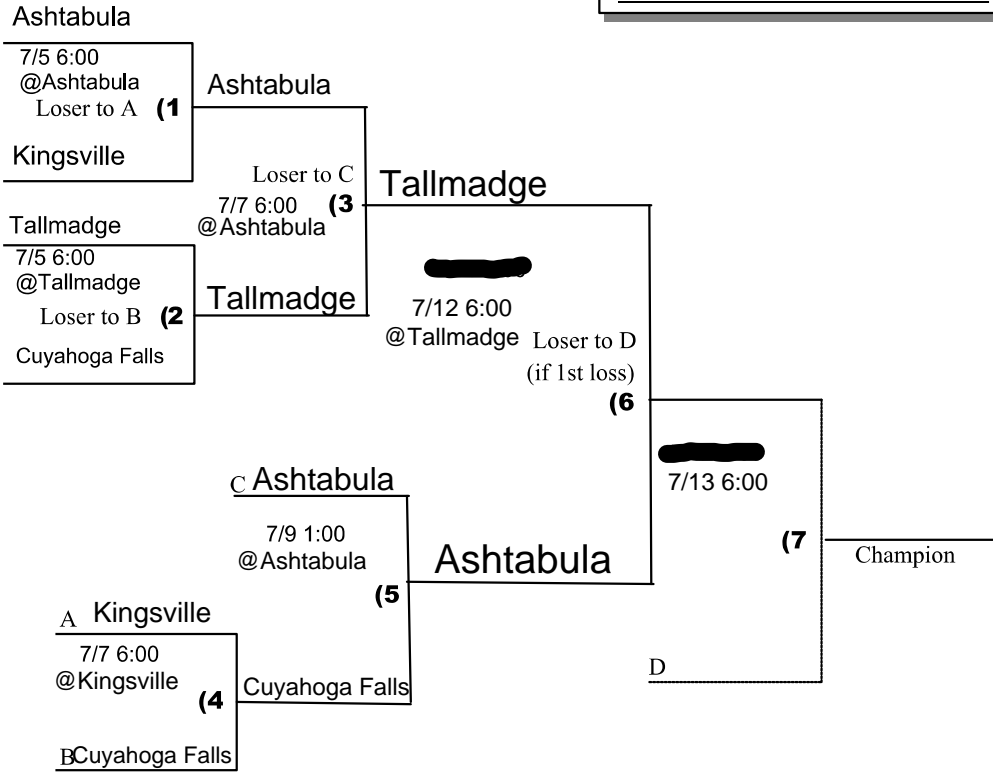 Ashtabula
7/5 6:00
@Ashtabula
Loser to A (1
Ashtabula
Kingsville
Loser to C
7/7 6:00 (3
@Ashtabula
Tallmadge
Tallmadge
7/5 6:00
@Tallmadge
Loser to B (2
Tallmadge
Cuyahoga Falls
7/12 6:00
@Tallmadge
Loser to D
(if 1st loss)
(6
C Ashtabula
7/9 1:00
@Ashtabula
(5
Ashtabula
7/13 6:00
(7
Champion
A Kingsville
7/7 6:00
@Kingsville
(4
Cuyahoga Falls
BCuyahoga Falls
D